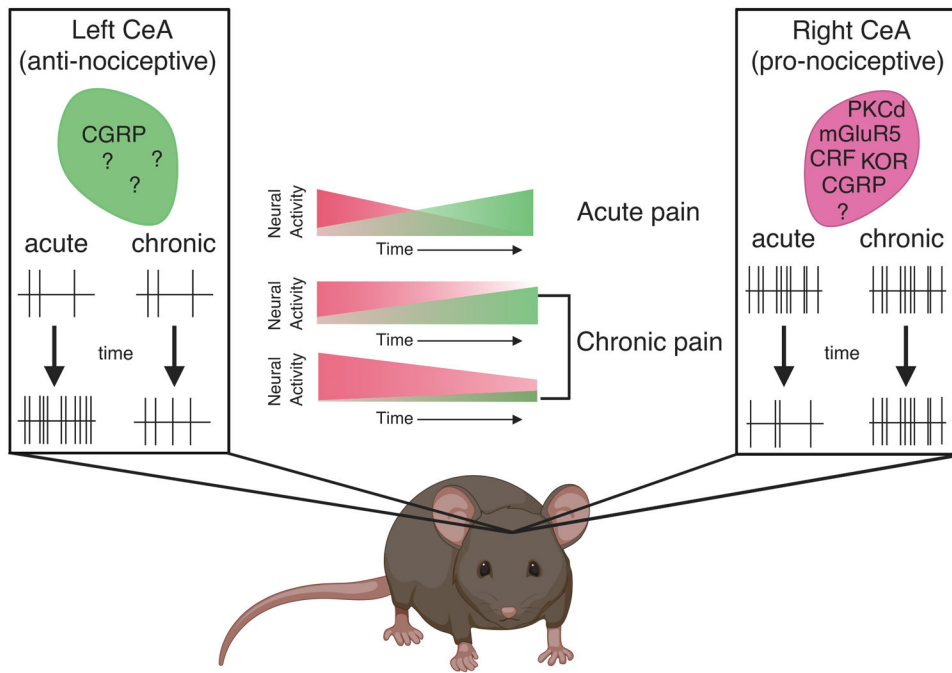 Left CeA
(anti-nociceptive)
CGRP
?
?
?
acute
chronic
time
Neural
Activity
Time
Acute pain
Neural
Activity
Time
Neural
Activity
Time
Chronic pain
Right CeA
(pro-nociceptive)
PKCd
mGluR5
CRF KOR
CGRP
?
acute
chronic
time